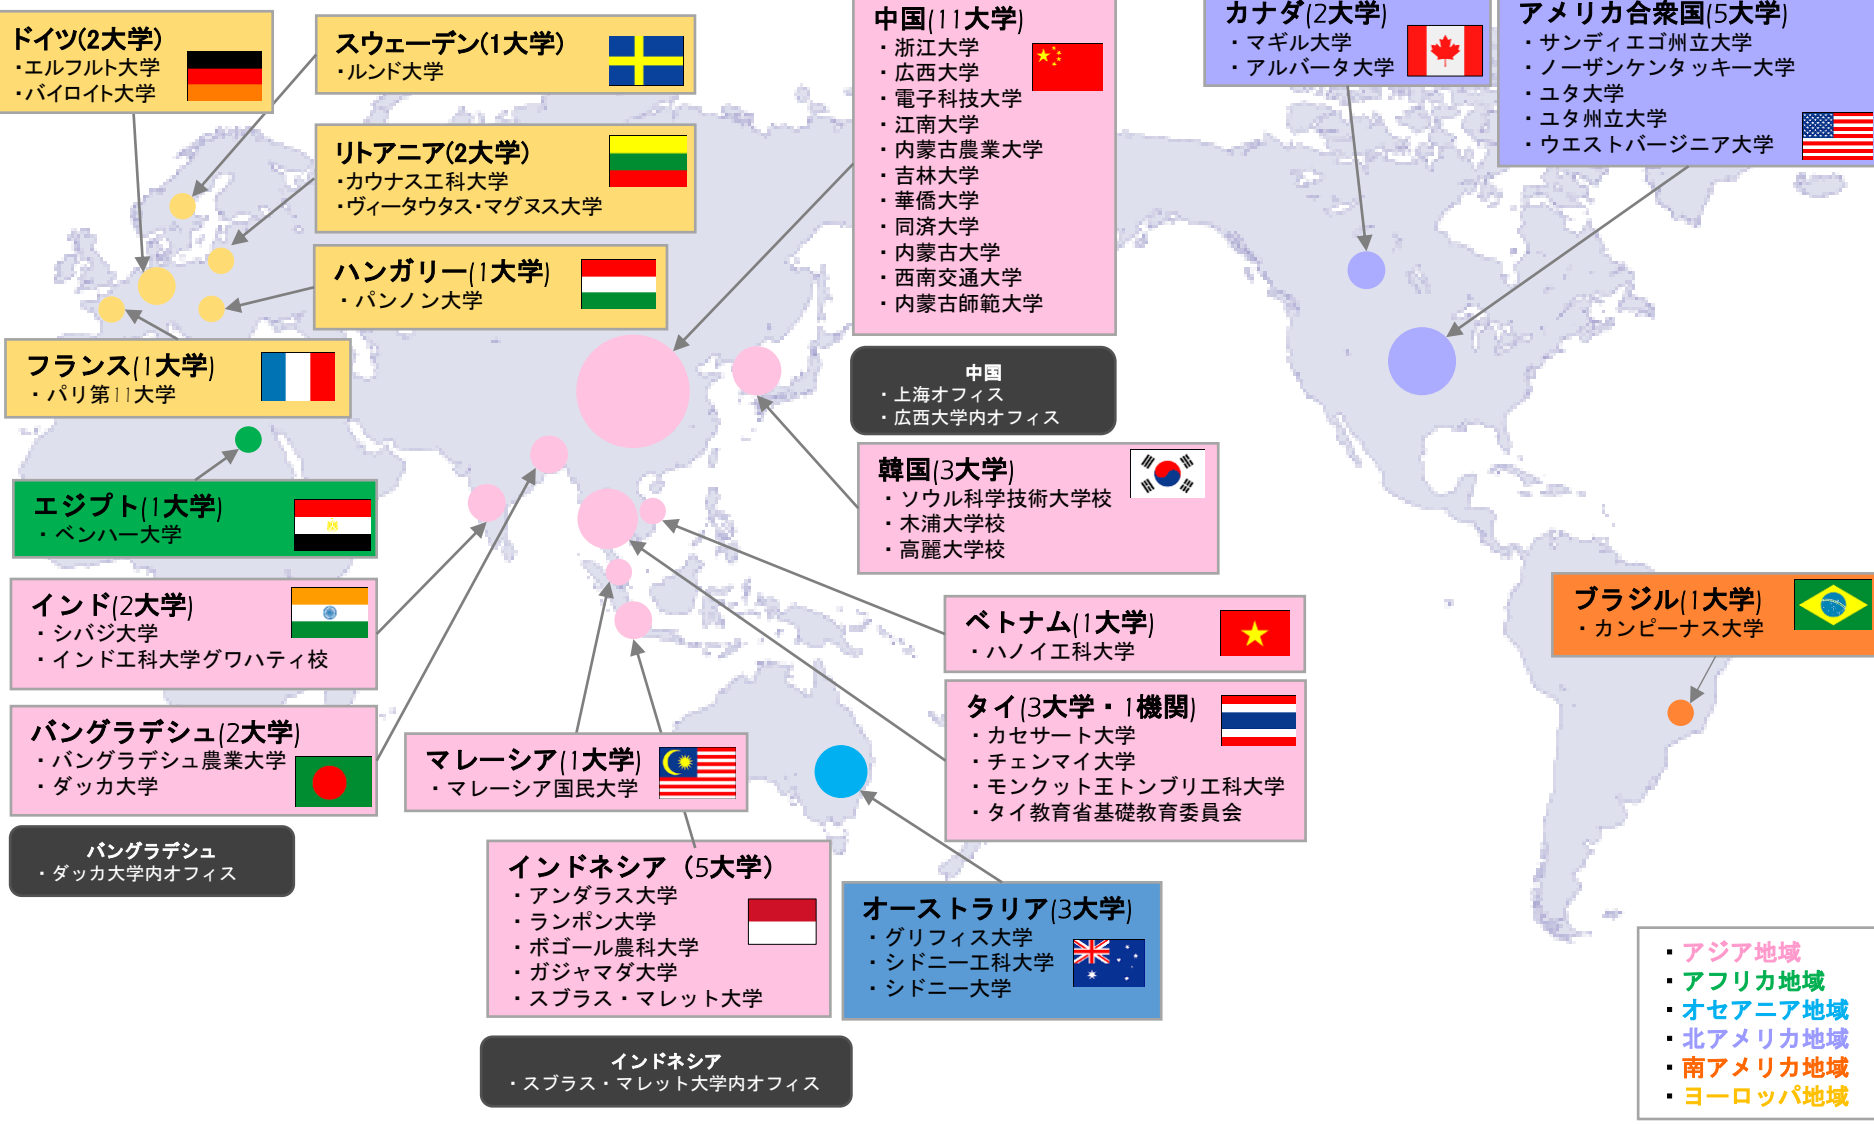 ドイツ(2大学)
・エルフルト大学
・バイロイト大学
スウェーデン(1大学)
・ルンド大学
リトアニア(2大学)
・カウナス工科大学
・ヴィータウタス・マグヌス大学
ハンガリー(1大学)
・パンノン大学
フランス(1大学)
・パリ第11大学
エジプト(1大学)
・ベンハー大学
インド(2大学)
・シバジ大学
・インド工科大学グワハティ校
バングラデシュ(2大学)
・バングラデシュ農業大学
・ダッカ大学
バングラデシュ
・ダッカ大学内オフィス
マレーシア(1大学)
・マレーシア国民大学
インドネシア（5大学）
・アンダラス大学
・ランポン大学
・ボゴール農科大学
・ガジャマダ大学
・スブラス・マレット大学
インドネシア
・スブラス・マレット大学内オフィス
中国(11大学)
・浙江大学
・広西大学
・電子科技大学
・江南大学
・内蒙古農業大学
・吉林大学
・華僑大学
・同済大学
・内蒙古大学
・西南交通大学
・内蒙古師範大学
中国
・上海オフィス
・広西大学内オフィス
韓国(3大学)
・ソウル科学技術大学校
・木浦大学校
・高麗大学校
ベトナム(1大学)
・ハノイ工科大学
タイ(3大学・1機関)
・カセサート大学
・チェンマイ大学
・モンクット王トンブリ工科大学
・タイ教育省基礎教育委員会
オーストラリア(3大学)
・グリフィス大学
・シドニー工科大学
・シドニー大学
カナダ(2大学)
・マギル大学
・アルバータ大学
アメリカ合衆国(5大学)
・サンディエゴ州立大学
・ノーザンケンタッキー大学
・ユタ大学
・ユタ州立大学
・ウエストバージニア大学
ブラジル(1大学)
・カンピーナス大学
・アジア地域
・アフリカ地域
・オセアニア地域
・北アメリカ地域
・南アメリカ地域
・ヨーロッパ地域